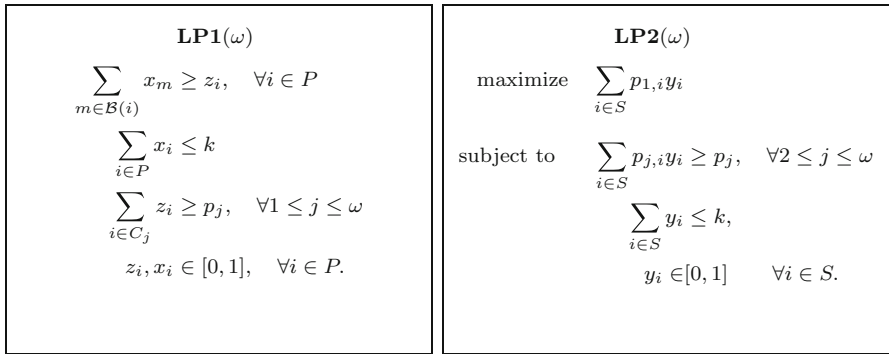 LP1(ω)
∑_{m∈𝓑(i)} x_m ≥ z_i, ∀i ∈ P
∑_{i∈P} x_i ≤ k
∑_{i∈C_j} z_i ≥ p_j, ∀1 ≤ j ≤ ω
z_i, x_i ∈ [0, 1], ∀i ∈ P.
LP2(ω)
maximize ∑_{i∈S} p_{1,i} y_i
subject to ∑_{i∈S} p_{j,i} y_i ≥ p_j, ∀2 ≤ j ≤ ω
∑_{i∈S} y_i ≤ k,
y_i ∈[0, 1] ∀i ∈ S.